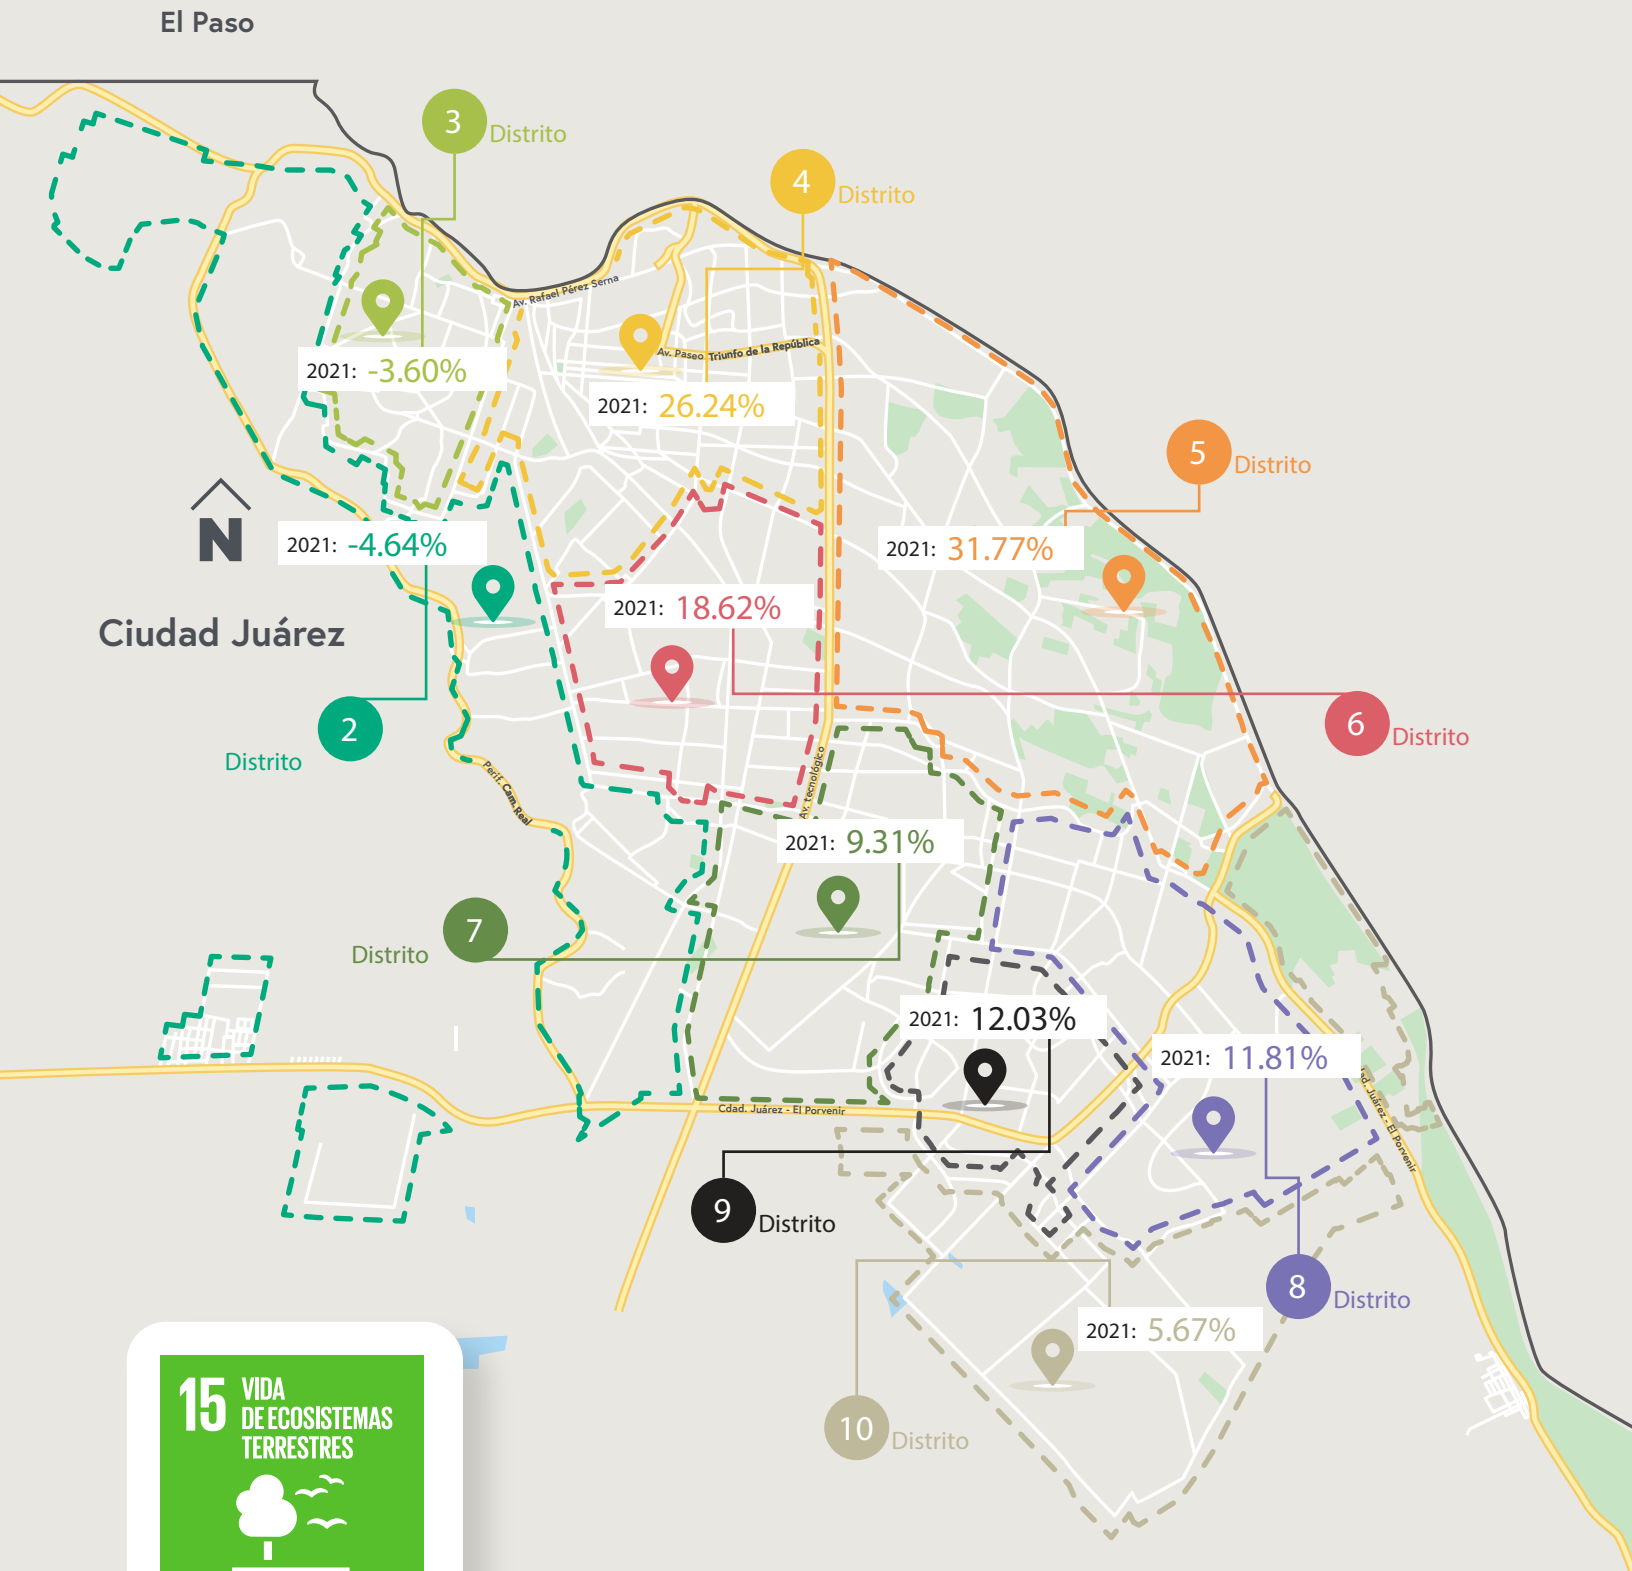 El Paso
3 Distrito
4 Distrito
Av. Rafael Pérez Serna
Av. Paseo Triunfo de la República
2021: -3.60%
2021: 26.24%
5 Distrito
N
2021: -4.64%
2021: 31.77%
2021: 18.62%
Ciudad Juárez
2
Distrito
6 Distrito
Perif. Cam. Real
Av. tecnológico
2021: 9.31%
7
Distrito
2021: 12.03%
2021: 11.81%
Cdad. Juárez - El Porvenir
Juárez - El Porvenir
9 Distrito
8 Distrito
2021: 5.67%
10 Distrito
15 VIDA
DE ECOSISTEMAS
TERRESTRES